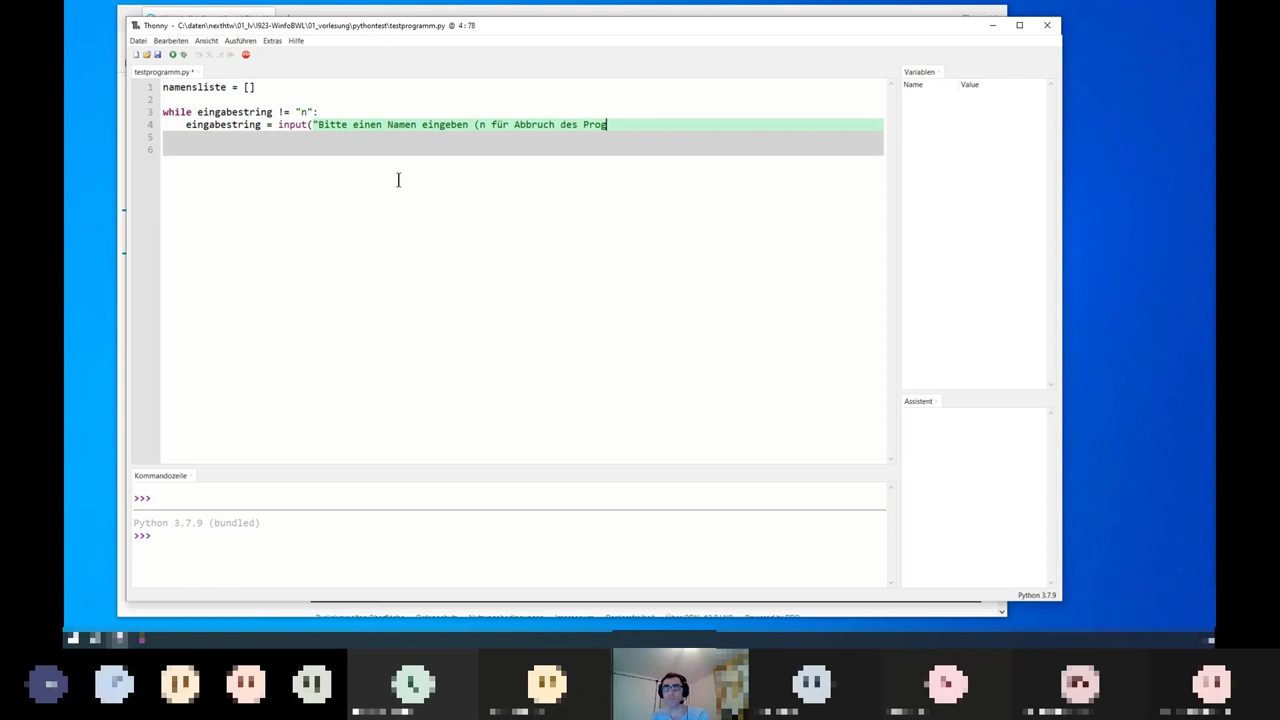 Thonny - C:\daten\nexthtw\01_lv\I923-WinfoBWL\01_vorlesung\pythontest\testprogramm.py @ 4:78
Datei Bearbeiten Ansicht Ausführen Extras Hilfe
testprogramm.py *
1 namensliste = []
2
3 while eingabestring != "n":
4 eingabestring = input("Bitte einen Namen eingeben (n für Abbruch des Prog
5
6
Variablen
Name Value
Assistent
Kommandozeile
>>>
Python 3.7.9 (bundled)
>>>
Python 3.7.9